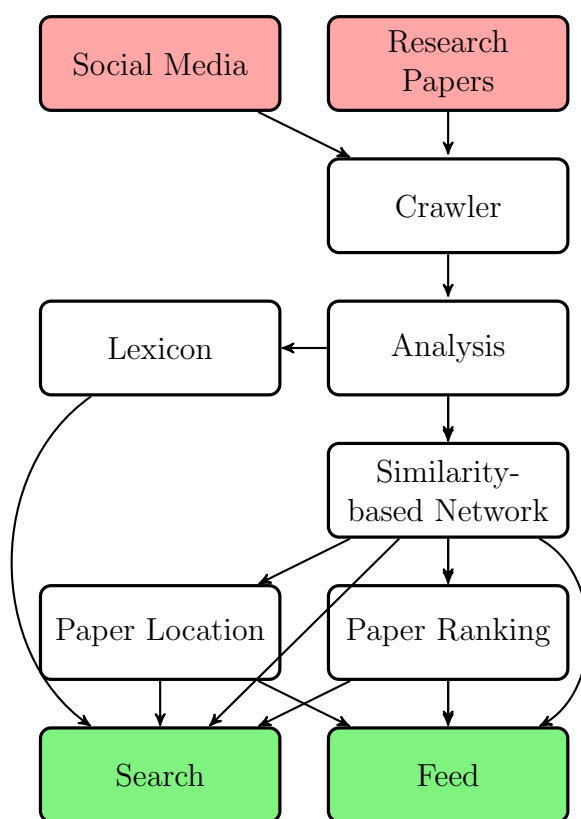 Social Media
Research
Papers
Crawler
Lexicon
Analysis
Similarity-
based Network
Paper Location
Paper Ranking
Search
Feed